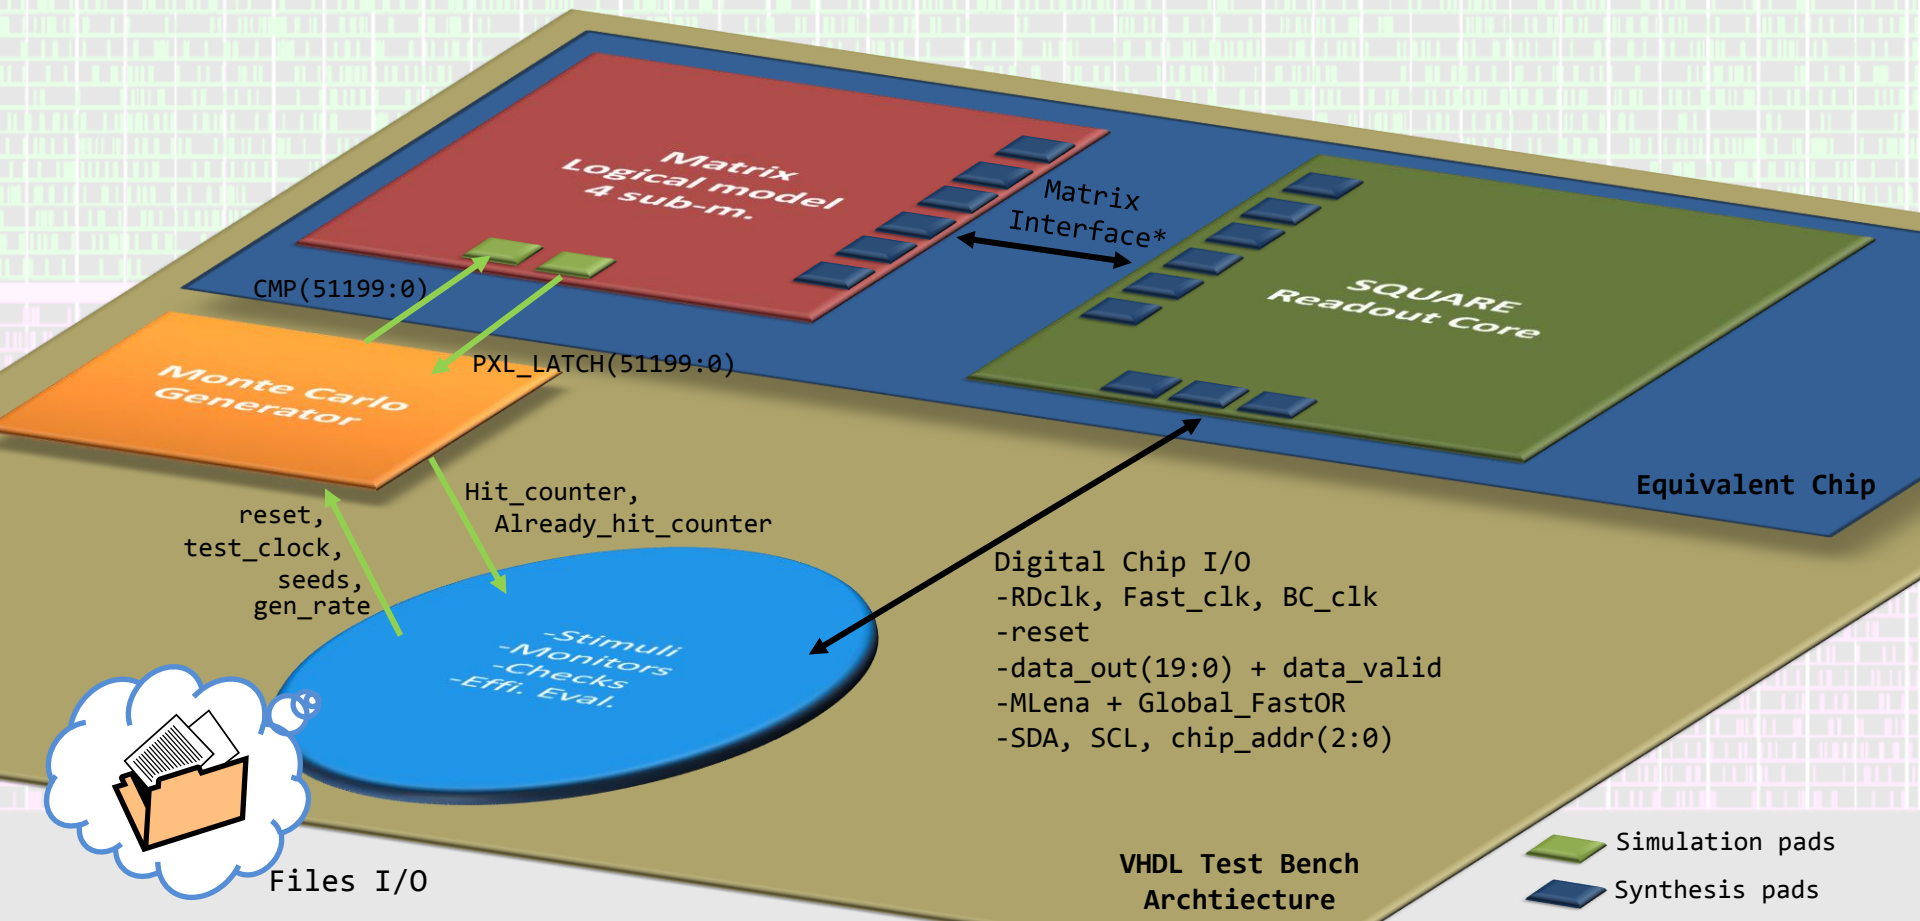 Matrix
Logical model
4 sub-m.
Matrix
Interface*
SQUARE
Readout Core
CMP(51199:0)
PXL_LATCH(51199:0)
Monte Carlo
Generator
Equivalent Chip
Hit_counter,
Already_hit_counter
reset,
test_clock,
seeds,
gen_rate
-Stimuli
-Monitors
-Checks
-Effi. Eval.
Digital Chip I/O
-RDclk, Fast_clk, BC_clk
-reset
-data_out(19:0) + data_valid
-MLena + Global_FastOR
-SDA, SCL, chip_addr(2:0)
Files I/O
VHDL Test Bench
Archtiecture
Simulation pads
Synthesis pads